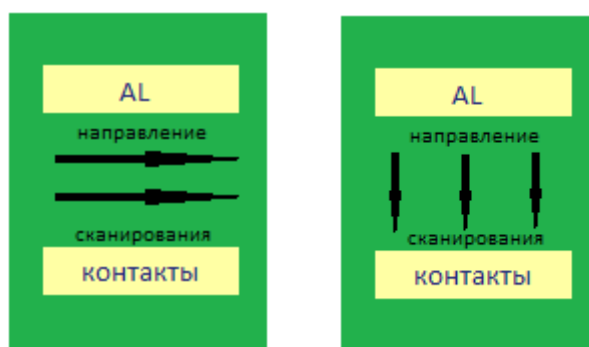 AL
направление
сканирования
контакты
AL
направление
сканирования
контакты